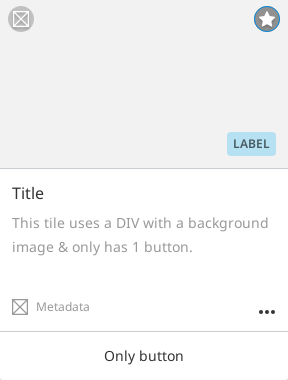 LABEL
Title
This tile uses a DIV with a background
image & only has 1 button.
Metadata
Only button